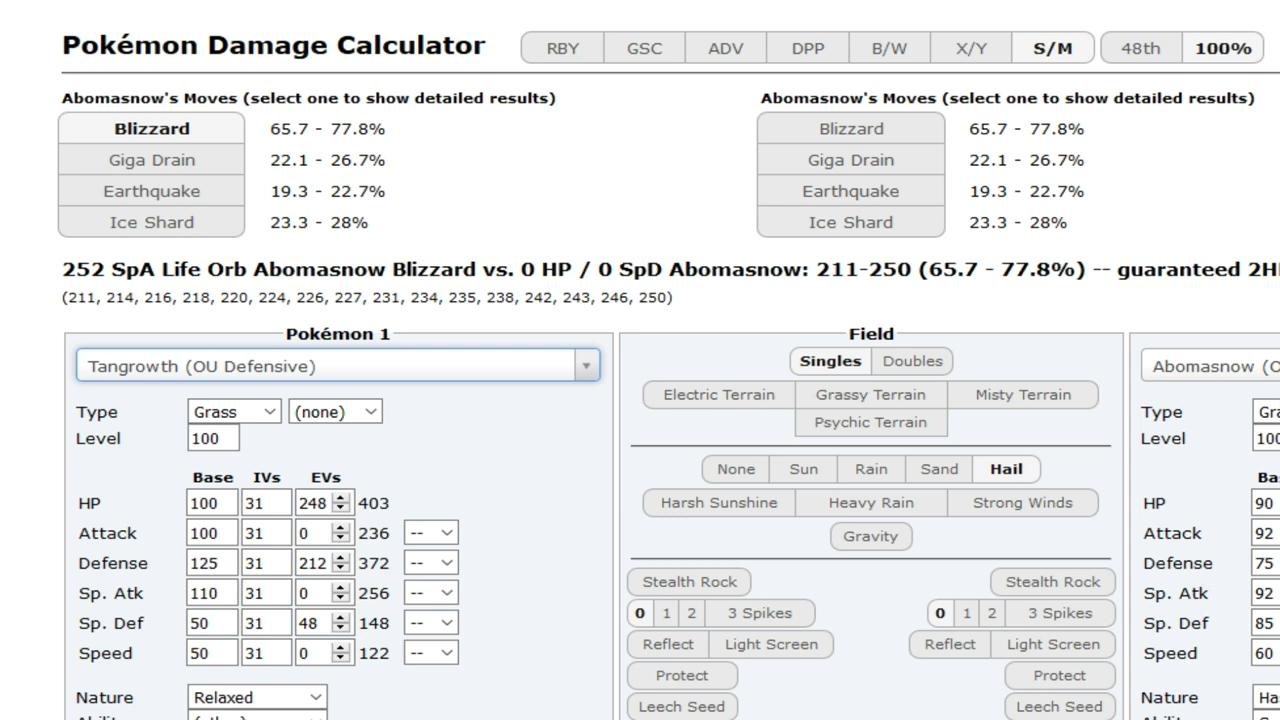 Pokémon Damage Calculator RBY GSC ADV DPP B/W X/Y S/M 48th 100%
Abomasnow's Moves (select one to show detailed results) Abomasnow's Moves (select one to show detailed results)
Blizzard 65.7 - 77.8% Blizzard 65.7 - 77.8%
Giga Drain 22.1 - 26.7% Giga Drain 22.1 - 26.7%
Earthquake 19.3 - 22.7% Earthquake 19.3 - 22.7%
Ice Shard 23.3 - 28% Ice Shard 23.3 - 28%
252 SpA Life Orb Abomasnow Blizzard vs. 0 HP / 0 SpD Abomasnow: 211-250 (65.7 - 77.8%) -- guaranteed 2H
(211, 214, 216, 218, 220, 224, 226, 227, 231, 234, 235, 238, 242, 243, 246, 250)
Pokémon 1
Tangrowth (OU Defensive)
Type Grass (none)
Level 100
Base IVs EVs
HP 100 31 248 403
Attack 100 31 0 236 --
Defense 125 31 212 372 --
Sp. Atk 110 31 0 256 --
Sp. Def 50 31 48 148 --
Speed 50 31 0 122 --
Nature Relaxed
Field
Singles Doubles
Electric Terrain Grassy Terrain Misty Terrain
Psychic Terrain
None Sun Rain Sand Hail
Harsh Sunshine Heavy Rain Strong Winds
Gravity
Stealth Rock Stealth Rock
0 1 2 3 Spikes 0 1 2 3 Spikes
Reflect Light Screen Reflect Light Screen
Protect Protect
Leech Seed Leech Seed
Abomasnow (O
Type Gra
Level 100
Ba
HP 90
Attack 92
Defense 75
Sp. Atk 92
Sp. Def 85
Speed 60
Nature Ha